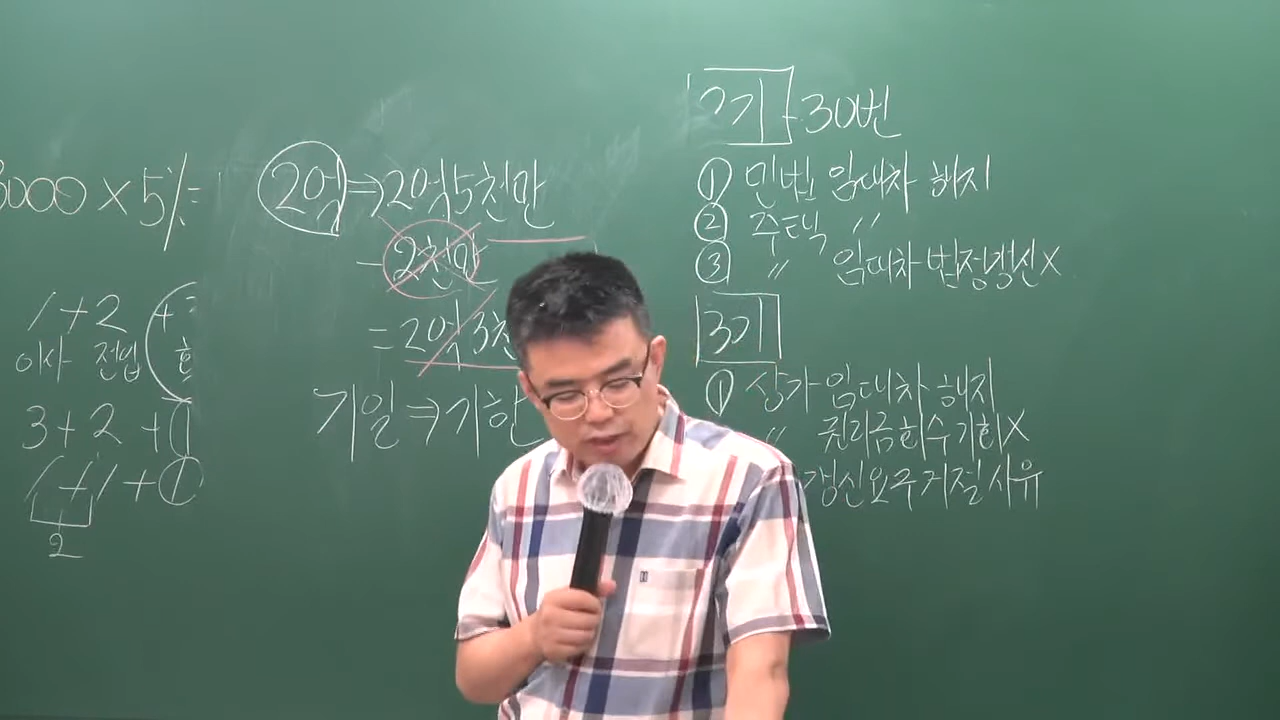 3000 × 5% =
1 + 2 +
이사 전입
3 + 2 + 1
1 + 1 + 1
2
2억 ⇒ 2억5천만
- 2천만
= 2억 3천
기일 ⇒ 기한
2기 - 30번
① 민법 임대차 해지
② 주택 〃
③ 〃 임대차 법정갱신 X
3기
① 상가 임대차 해지
〃 권리금회수기회 X
갱신요구거절사유